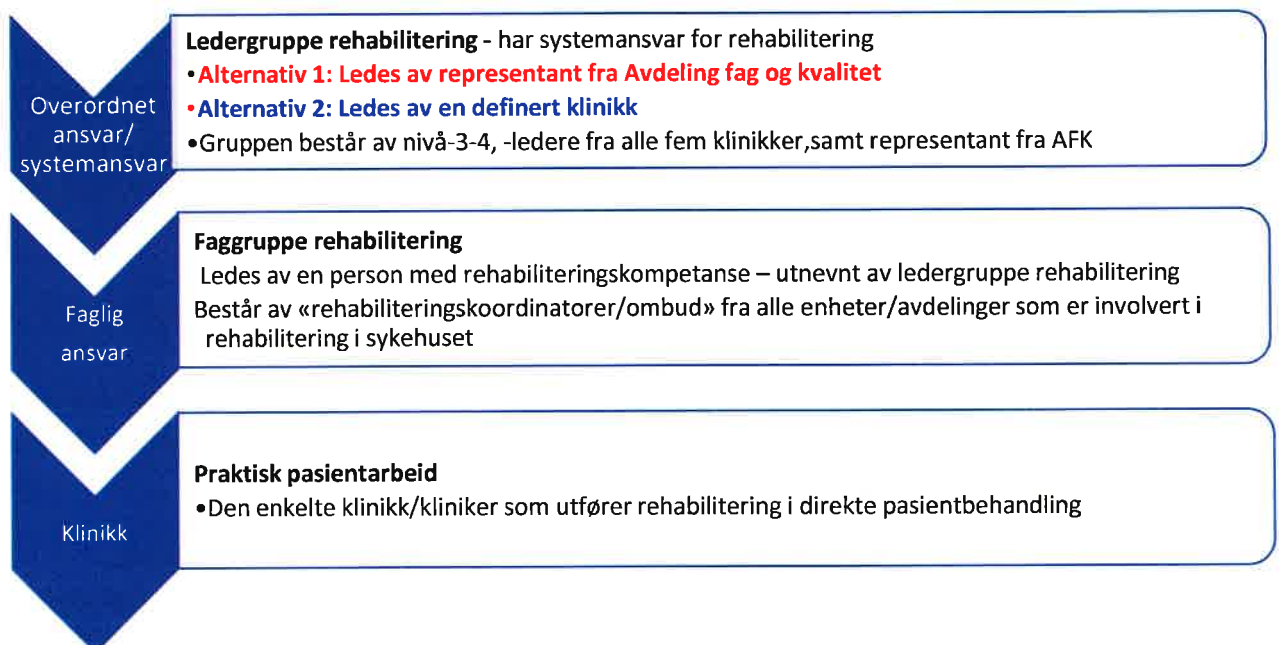 Overordnet
ansvar/
systemansvar
Ledergruppe rehabilitering - har systemansvar for rehabilitering
•Alternativ 1: Ledes av representant fra Avdeling fag og kvalitet
•Alternativ 2: Ledes av en definert klinikk
•Gruppen består av nivå-3-4, -ledere fra alle fem klinikker,samt representant fra AFK
Faglig
ansvar
Faggruppe rehabilitering
Ledes av en person med rehabiliteringskompetanse – utnevnt av ledergruppe rehabilitering
Består av «rehabiliteringskoordinatorer/ombud» fra alle enheter/avdelinger som er involvert i
rehabilitering i sykehuset
Klinikk
Praktisk pasientarbeid
•Den enkelte klinikk/kliniker som utfører rehabilitering i direkte pasientbehandling